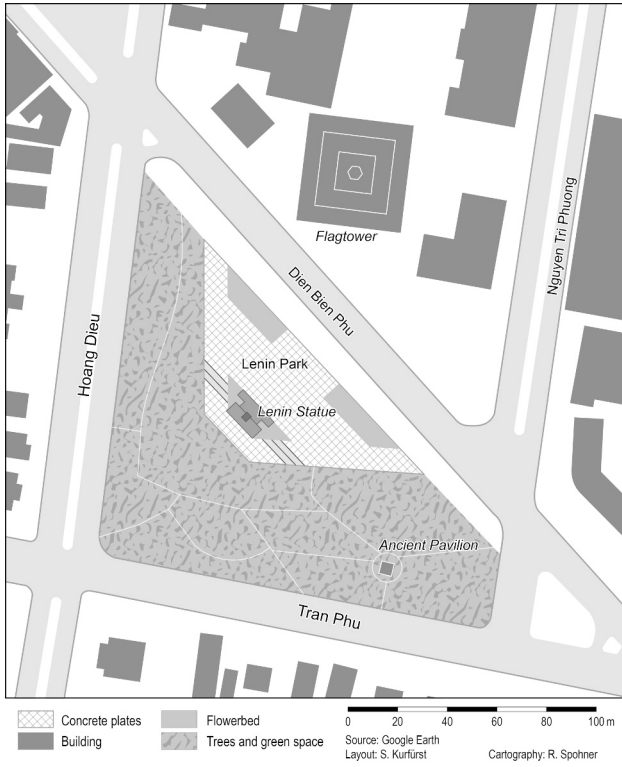 Flagtower
Nguyen Tri Phuong
Dien Bien Phu
Hoang Dieu
Lenin Park
Lenin Statue
Ancient Pavilion
Tran Phu
Concrete plates
Flowerbed
Building
Trees and green space
0 20 40 60 80 100 m
Source: Google Earth
Layout: S. Kurfürst
Cartography: R. Spohner